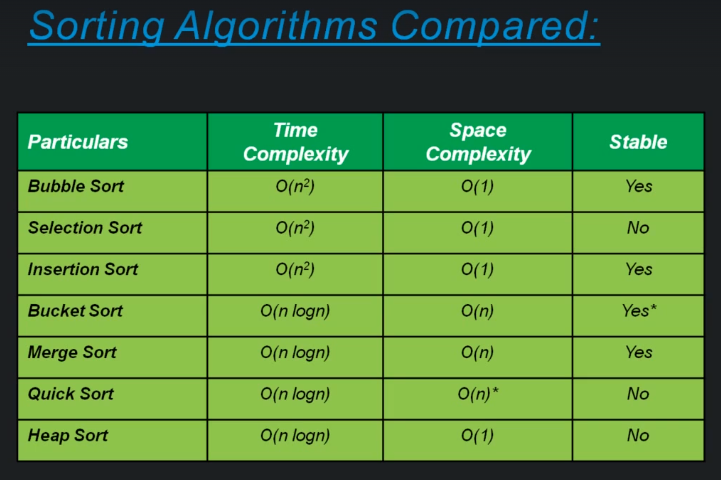 Sorting Algorithms Compared:
Particulars Time Complexity Space Complexity Stable
Bubble Sort O(n²) O(1) Yes
Selection Sort O(n²) O(1) No
Insertion Sort O(n²) O(1) Yes
Bucket Sort O(n logn) O(n) Yes*
Merge Sort O(n logn) O(n) Yes
Quick Sort O(n logn) O(n)* No
Heap Sort O(n logn) O(1) No